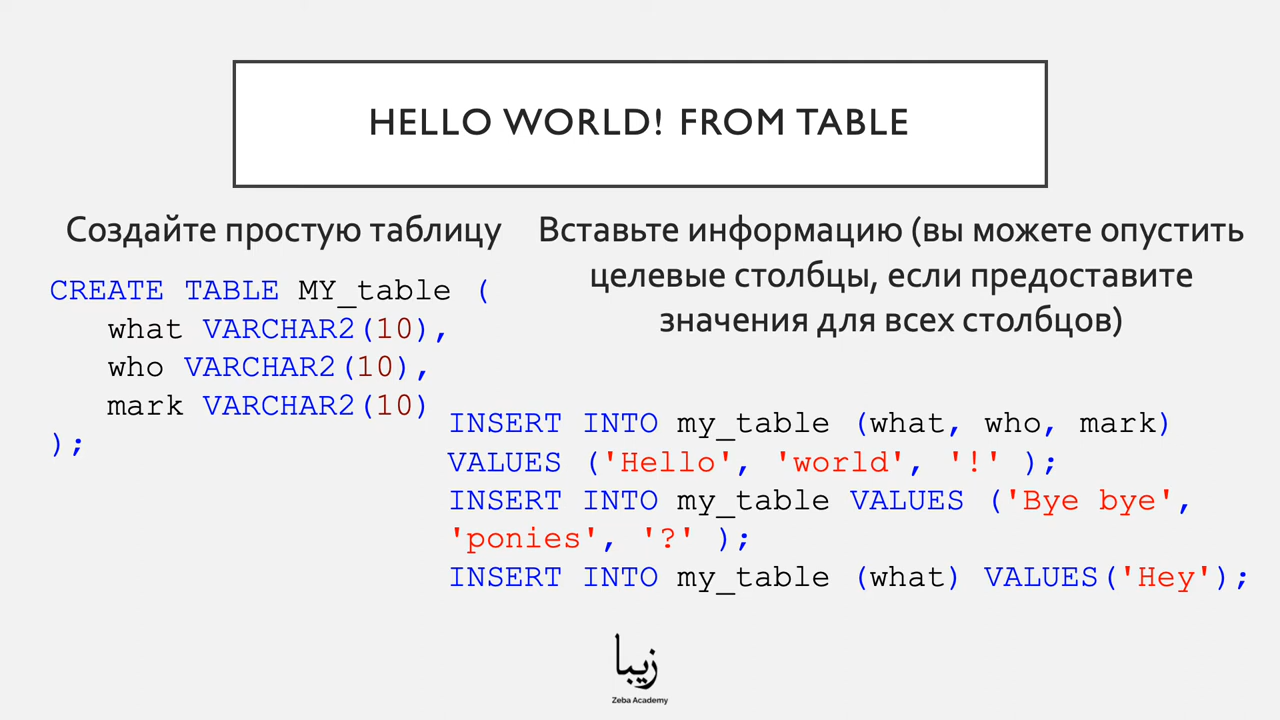 HELLO WORLD! FROM TABLE
Создайте простую таблицу
CREATE TABLE MY_table (
what VARCHAR2(10),
who VARCHAR2(10),
mark VARCHAR2(10)
);
Вставьте информацию (вы можете опустить
целевые столбцы, если предоставите
значения для всех столбцов)
INSERT INTO my_table (what, who, mark)
VALUES ('Hello', 'world', '!' );
INSERT INTO my_table VALUES ('Bye bye',
'ponies', '?' );
INSERT INTO my_table (what) VALUES('Hey');
زيبا
Zeba Academy